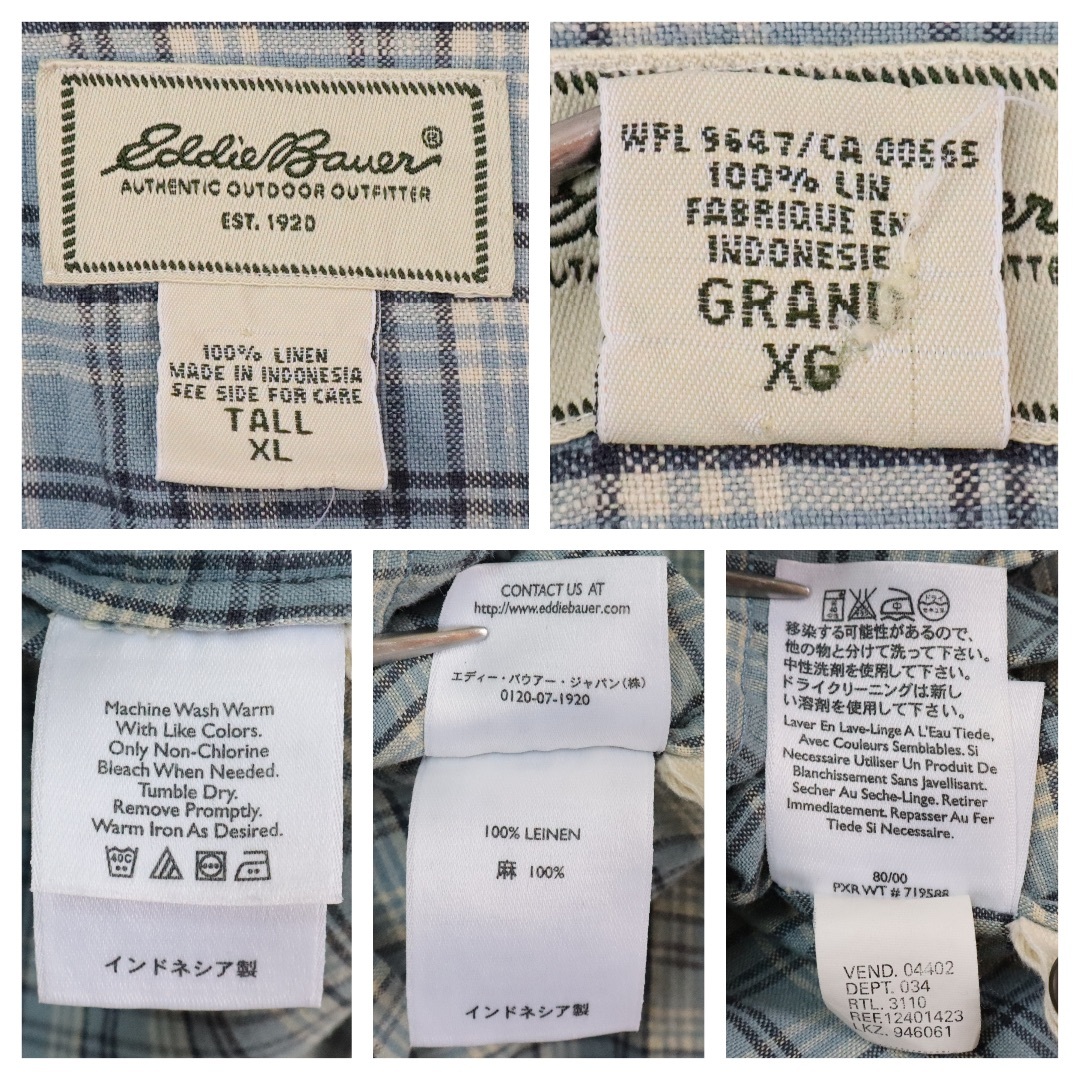 Eddie Bauer®
AUTHENTIC OUTDOOR OUTFITTER
EST. 1920
100% LINEN
MADE IN INDONESIA
SEE SIDE FOR CARE
TALL
XL
WPL 9647/CA 00665
100% LIN
FABRIQUE EN
INDONESIE
GRAND
XG
Machine Wash Warm
With Like Colors.
Only Non-Chlorine
Bleach When Needed.
Tumble Dry.
Remove Promptly.
Warm Iron As Desired.
40C
インドネシア製
CONTACT US AT
http://www.eddiebauer.com
エディー・バウアー・ジャパン(株)
0120-07-1920
100% LEINEN
麻 100%
インドネシア製
移染する可能性があるので、
他の物と分けて洗って下さい。
中性洗剤を使用して下さい。
ドライクリーニングは新し
い溶剤を使用して下さい。
Laver En Lave-Linge A L'Eau Tiede,
Avec Couleurs Semblables. Si
Necessaire Utiliser Un Produit De
Blanchissement Sans Javellisant.
Secher Au Seche-Linge. Retirer
Immediatement. Repasser Au Fer
Tiede Si Necessaire.
80/00
PXR WT # 719588
VEND. 04402
DEPT. 034
RTL. 3110
REF.12401423
LKZ. 946061